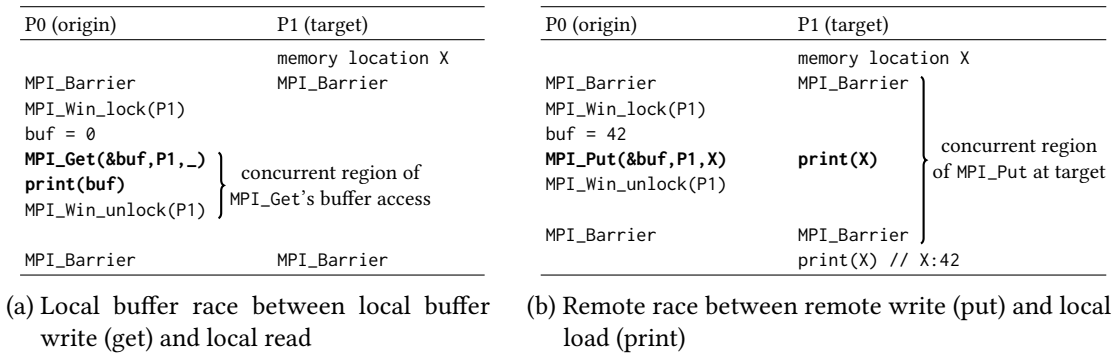 P0 (origin) P1 (target)
memory location X
MPI_Barrier MPI_Barrier
MPI_Win_lock(P1)
buf = 0
MPI_Get(&buf,P1,_)
print(buf)
MPI_Win_unlock(P1)
concurrent region of
MPI_Get's buffer access
MPI_Barrier MPI_Barrier
(a) Local buffer race between local buffer
write (get) and local read
P0 (origin) P1 (target)
memory location X
MPI_Barrier MPI_Barrier
MPI_Win_lock(P1)
buf = 42
MPI_Put(&buf,P1,X) print(X)
MPI_Win_unlock(P1)
concurrent region
of MPI_Put at target
MPI_Barrier MPI_Barrier
print(X) // X:42
(b) Remote race between remote write (put) and local
load (print)